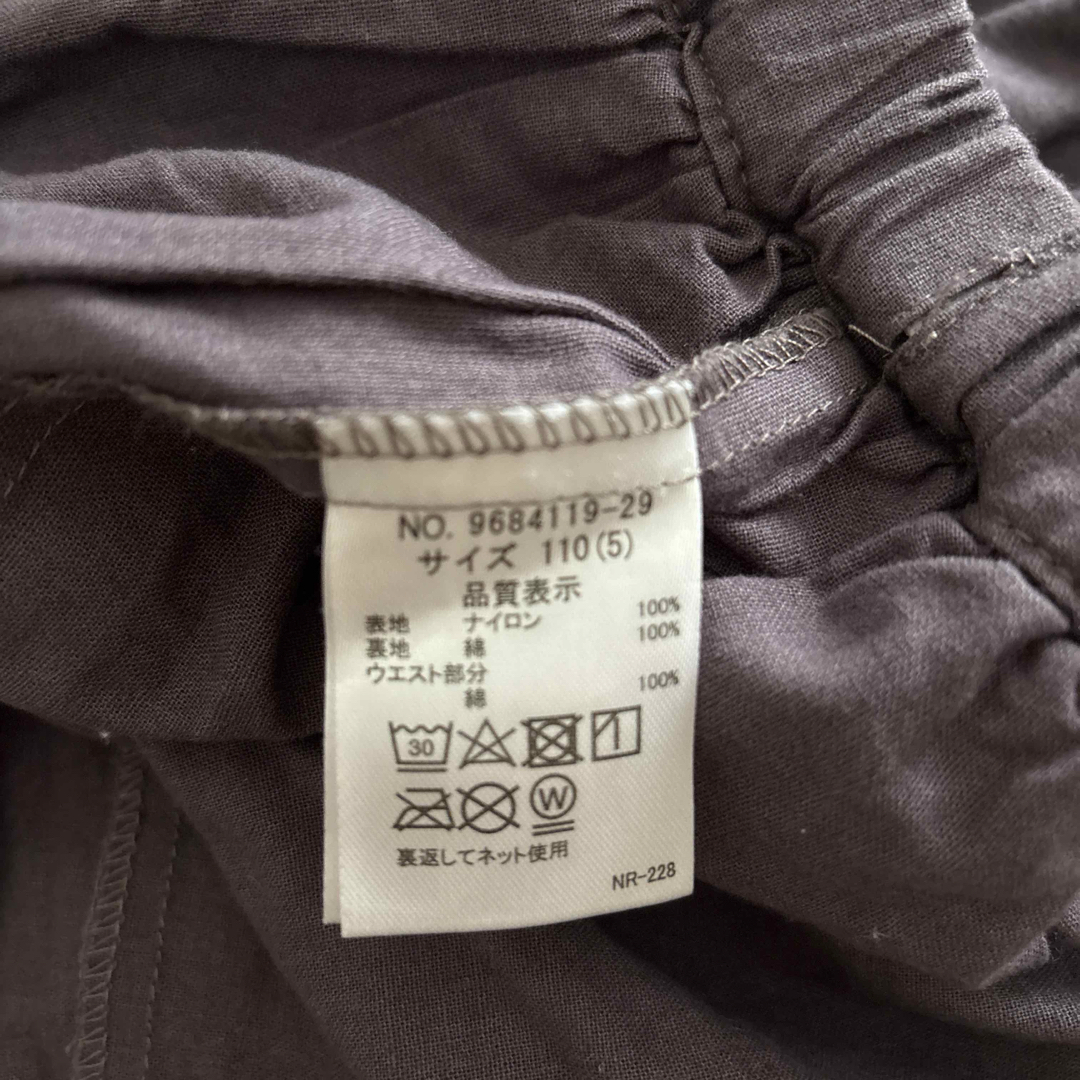 NO. 9684119-29
サイズ 110(5)
品質表示
表地 ナイロン 100%
裏地 綿 100%
ウエスト部分
綿 100%
30
W
裏返してネット使用
NR-228